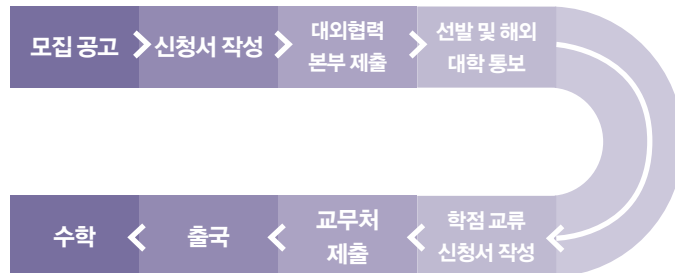 모집 공고
신청서 작성
대외협력
본부 제출
선발 및 해외
대학 통보
학점 교류
신청서 작성
교무처
제출
출국
수학